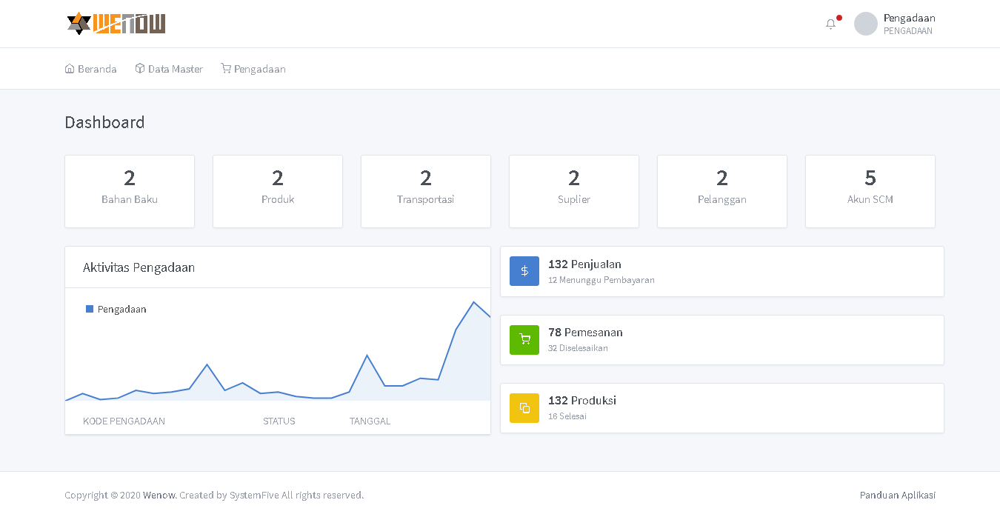 WENOW
Pengadaan
PENGADAAN
Beranda
Data Master
Pengadaan
Dashboard
2
Bahan Baku
2
Produk
2
Transportasi
2
Suplier
2
Pelanggan
5
Akun SCM
Aktivitas Pengadaan
Pengadaan
KODE PENGADAAN STATUS TANGGAL
132 Penjualan
12 Menunggu Pembayaran
78 Pemesanan
32 Diselesaikan
132 Produksi
16 Selesai
Copyright © 2020 Wenow. Created by SystemFive All rights reserved.
Panduan Aplikasi